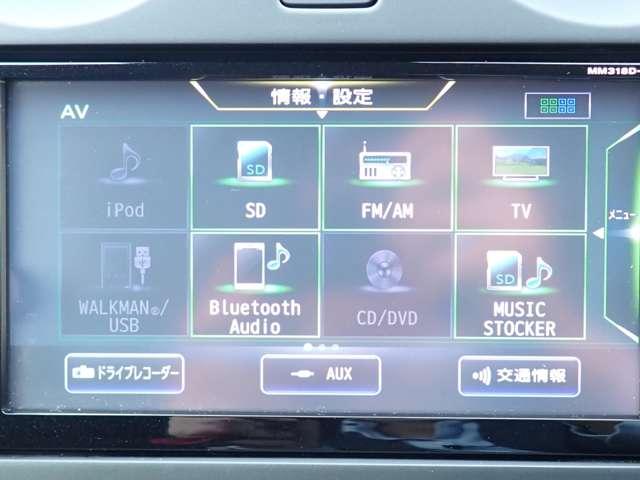 MM318D-
情報・設定
AV
iPod
SD
SD
FM/AM
TV
メニュー
WALKMAN®/
USB
Bluetooth
Audio
CD/DVD
SD
MUSIC
STOCKER
ドライブレコーダー
AUX
交通情報